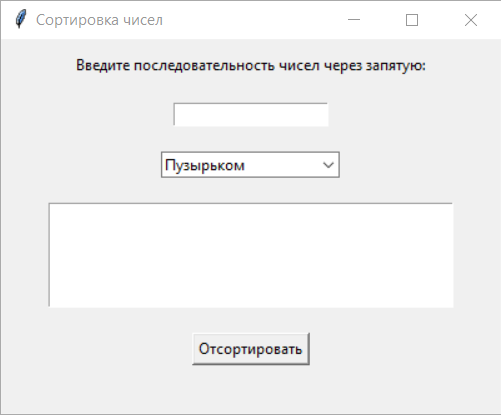 Сортировка чисел
Введите последовательность чисел через запятую:
Пузырьком
Отсортировать